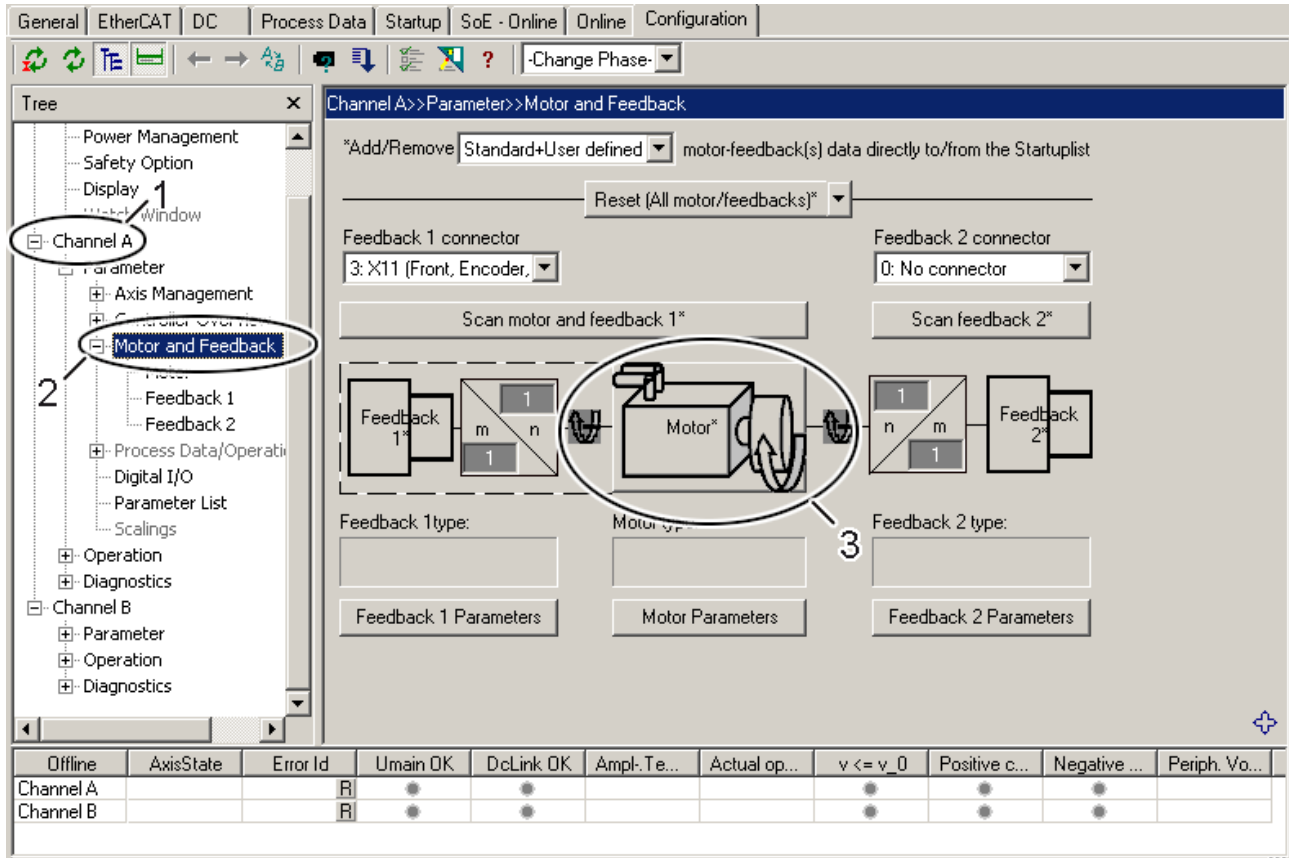 General EtherCAT DC Process Data Startup SoE - Online Online Configuration
TE A B ? -Change Phase-
Tree x
Channel A>>Parameter>>Motor and Feedback
Power Management
Safety Option
Display
Window
1
Channel A
Parameter
Axis Management
Motor and Feedback
2
Feedback 1
Feedback 2
Process Data/Operati
Digital I/O
Parameter List
Scalings
Operation
Diagnostics
Channel B
Parameter
Operation
Diagnostics
*Add/Remove Standard+User defined motor-feedback(s) data directly to/from the Startuplist
Reset (All motor/feedbacks)*
Feedback 1 connector Feedback 2 connector
3: X11 (Front, Encoder, 0: No connector
Scan motor and feedback 1* Scan feedback 2*
Feedback 1* m n 1 1 Motor* 1 n m 1 Feedback 2*
3
Feedback 1type: Motor type: Feedback 2 type:
Feedback 1 Parameters Motor Parameters Feedback 2 Parameters
Offline AxisState Error Id Umain OK DcLink OK Ampl-.Te... Actual op... v <= v_0 Positive c... Negative ... Periph. Vo...
Channel A R
Channel B R